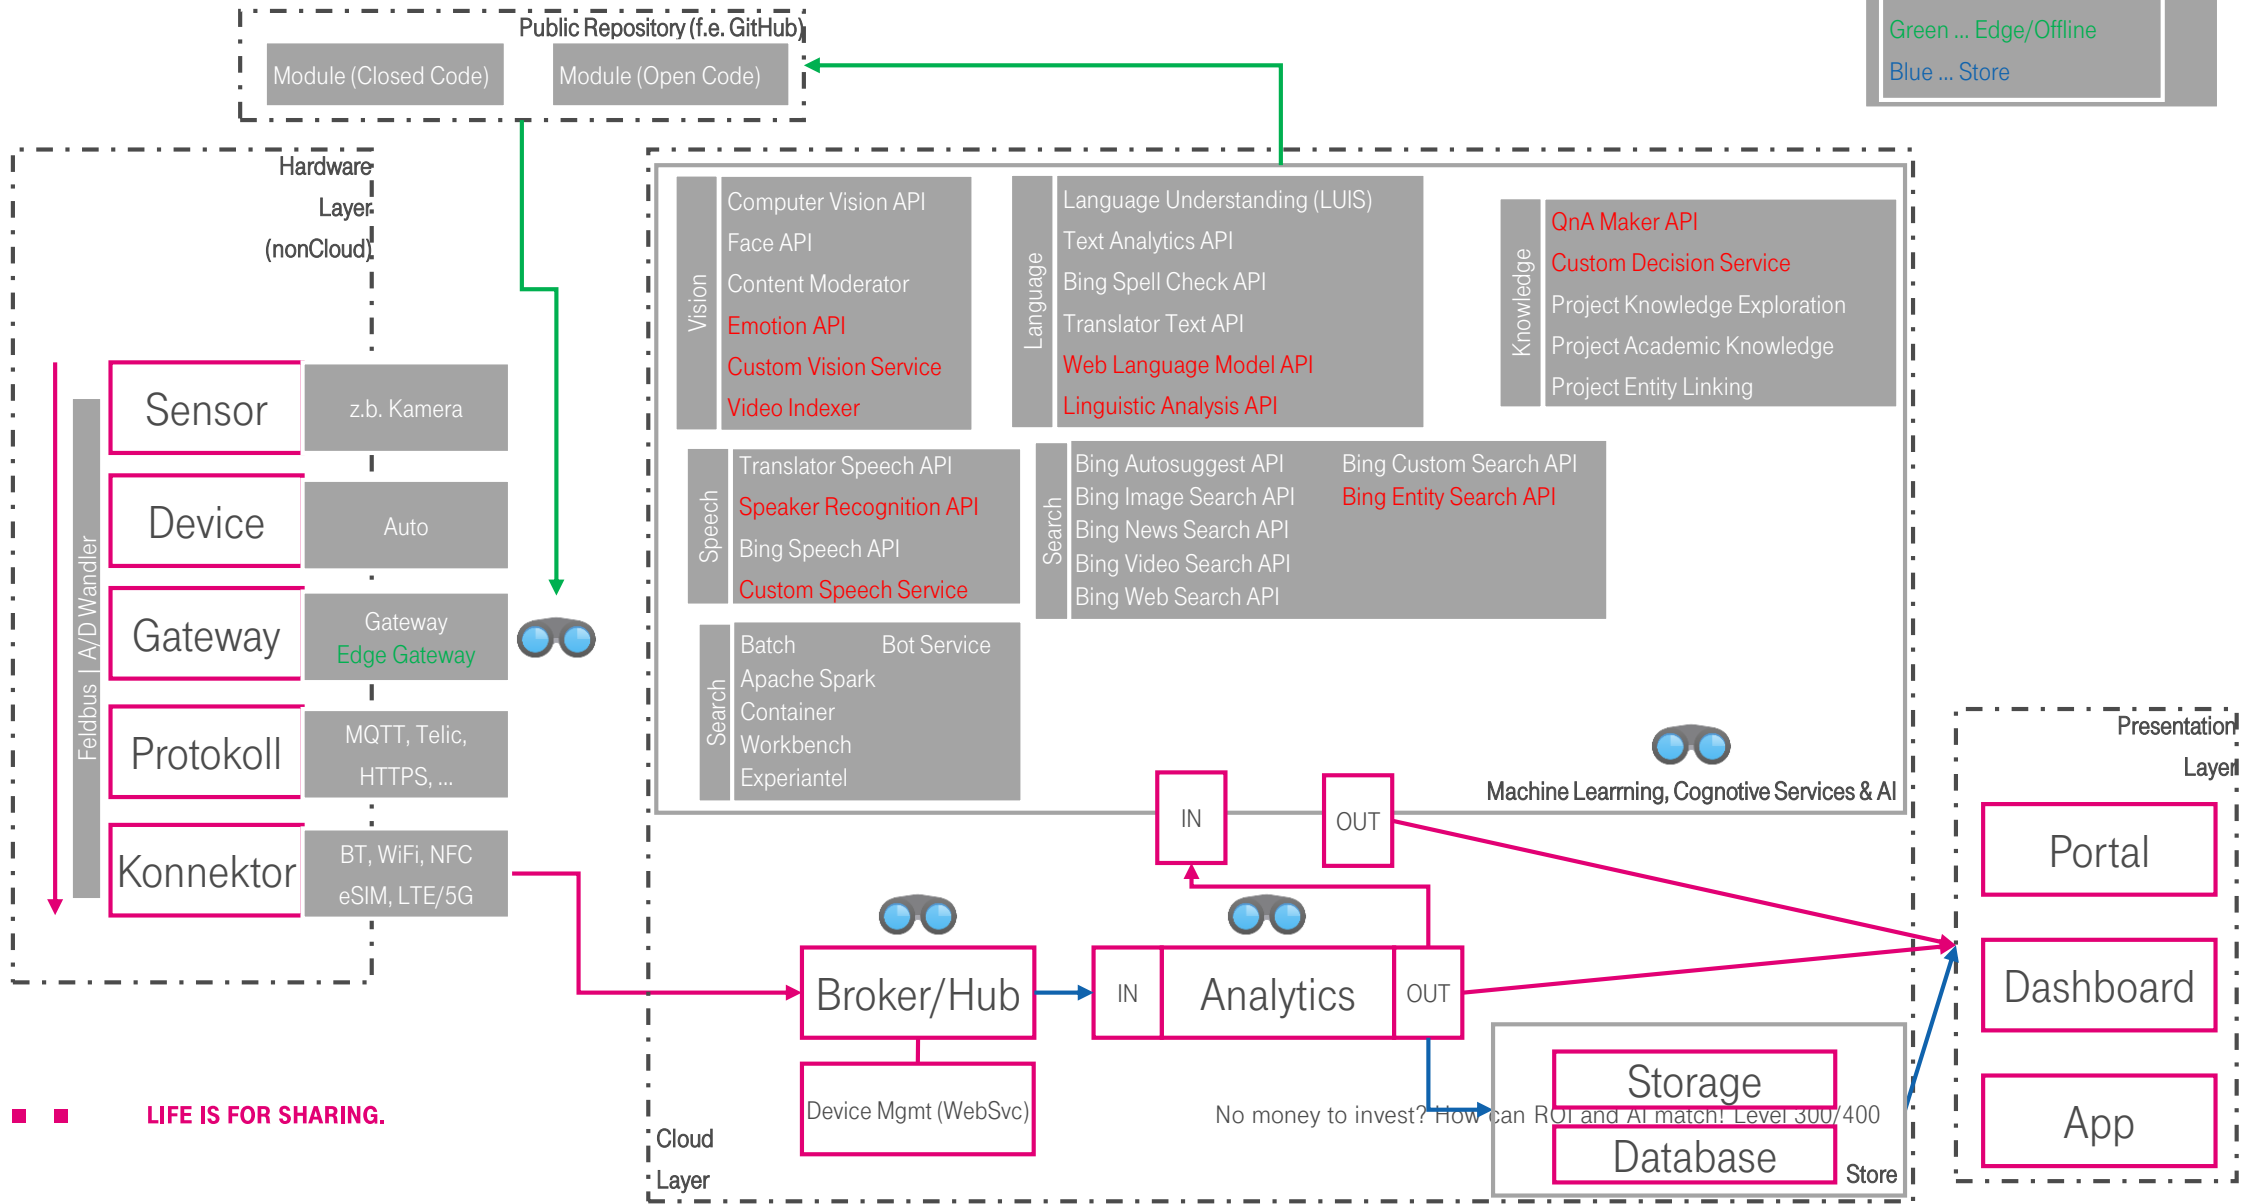 Public Repository (f.e. GitHub)
Module (Closed Code)
Module (Open Code)
Green ... Edge/Offline
Blue ... Store
Hardware
Layer
(nonCloud)
Feldbus | A/D Wandler
Sensor
z.b. Kamera
Device
Auto
Gateway
Gateway
Edge Gateway
Protokoll
MQTT, Telic,
HTTPS, ...
Konnektor
BT, WiFi, NFC
eSIM, LTE/5G
Vision
Computer Vision API
Face API
Content Moderator
Emotion API
Custom Vision Service
Video Indexer
Language
Language Understanding (LUIS)
Text Analytics API
Bing Spell Check API
Translator Text API
Web Language Model API
Linguistic Analysis API
Knowledge
QnA Maker API
Custom Decision Service
Project Knowledge Exploration
Project Academic Knowledge
Project Entity Linking
Speech
Translator Speech API
Speaker Recognition API
Bing Speech API
Custom Speech Service
Search
Bing Autosuggest API
Bing Image Search API
Bing News Search API
Bing Video Search API
Bing Web Search API
Bing Custom Search API
Bing Entity Search API
Search
Batch
Apache Spark
Container
Workbench
Experiantel
Bot Service
Machine Learrning, Cognotive Services & AI
IN
OUT
Broker/Hub
IN
Analytics
OUT
Device Mgmt (WebSvc)
Cloud
Layer
Storage
Database
Store
Presentation
Layer
Portal
Dashboard
App
LIFE IS FOR SHARING.
No money to invest? How can ROI and AI match! Level 300/400